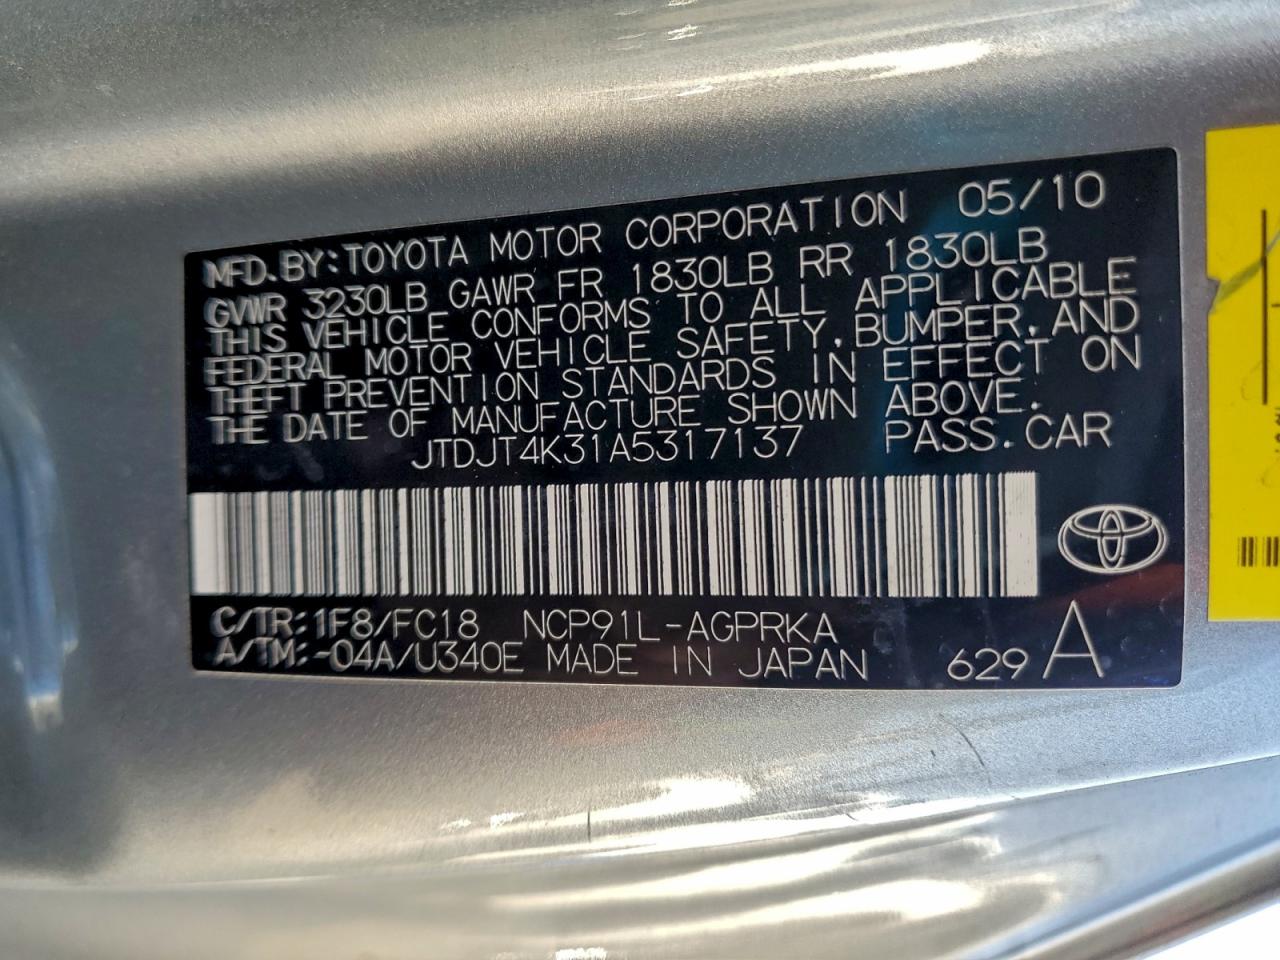 MFD.BY:TOYOTA MOTOR CORPORATION 05/10
GVWR 3230LB GAWR FR 1830LB RR 1830LB
THIS VEHICLE CONFORMS TO ALL APPLICABLE
FEDERAL MOTOR VEHICLE SAFETY,BUMPER,AND
THEFT PREVENTION STANDARDS IN EFFECT ON
THE DATE OF MANUFACTURE SHOWN ABOVE.
JTDJT4K31A5317137 PASS.CAR
C/TR:1F8/FC18 NCP91L-AGPRKA
A/TM:-04A/U340E MADE IN JAPAN 629 A